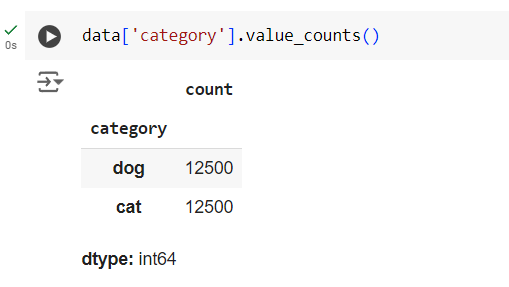 data['category'].value_counts()
0s
count
category
dog 12500
cat 12500
dtype: int64